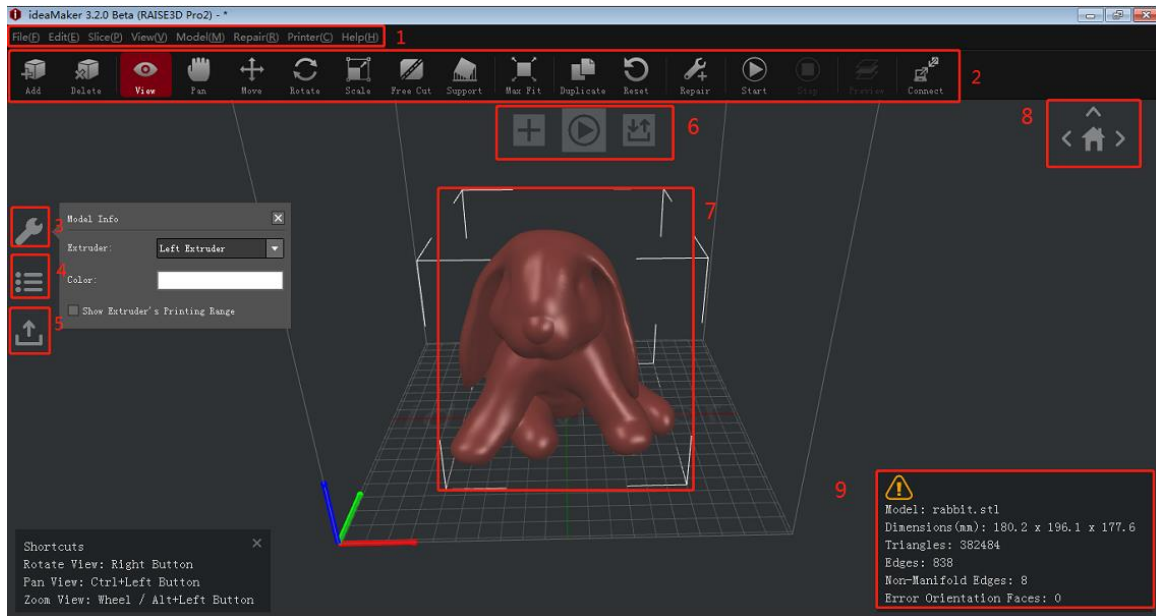 ideaMaker 3.2.0 Beta (RAISE3D Pro2) - *
File(F) Edit(E) Slice(P) View(V) Model(M) Repair(R) Printer(C) Help(H) 1
Add Delete View Pan Move Rotate Scale Free Cut Support Max Fit Duplicate Reset Repair Start Stop Preview Connect 2
6
8
7
3
Model Info
Extruder: Left Extruder
4
Color:
Show Extruder's Printing Range
5
9
Model: rabbit.stl
Dimensions(mm): 180.2 x 196.1 x 177.6
Triangles: 382484
Edges: 838
Non-Manifold Edges: 8
Error Orientation Faces: 0
Shortcuts
Rotate View: Right Button
Pan View: Ctrl+Left Button
Zoom View: Wheel / Alt+Left Button